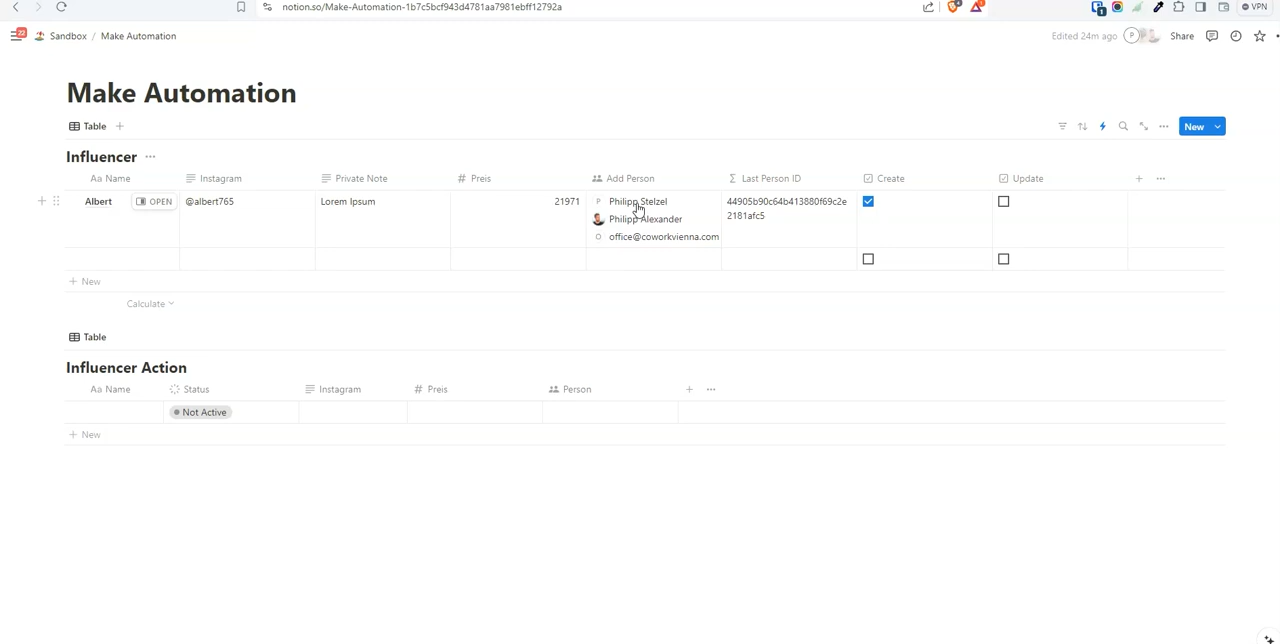 notion.so/Make-Automation-1b7c5bcf943d4781aa7981ebff12792a
VPN
22
Sandbox / Make Automation
Edited 24m ago
P
Share
Make Automation
Table
New
Influencer
Aa Name
Instagram
Private Note
# Preis
Add Person
Σ Last Person ID
Create
Update
Albert
OPEN
@albert765
Lorem Ipsum
21971
P Philipp Stelzel
Philipp Alexander
O office@coworkvienna.com
44905b90c64b413880f69c2e
2181afc5
+ New
Calculate
Table
Influencer Action
Aa Name
Status
Instagram
# Preis
Person
Not Active
+ New